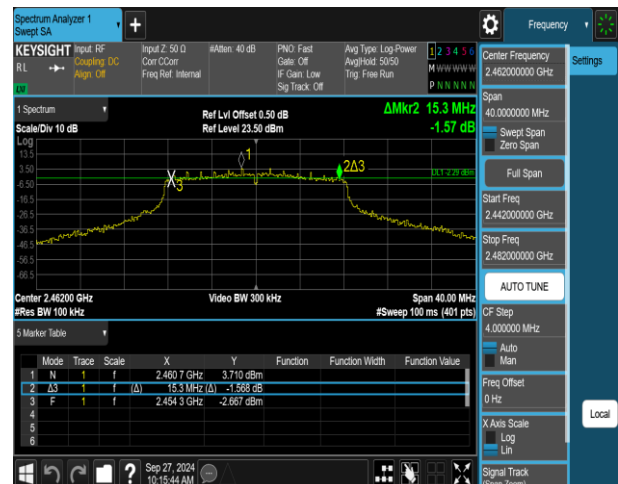 Spectrum Analyzer 1
Swept SA
Frequency
KEYSIGHT
RL
LXI
Input: RF
Coupling: DC
Align: Off
Input Z: 50 Ω
Corr CCorr
Freq Ref: Internal
#Atten: 40 dB
PNO: Fast
Gate: Off
IF Gain: Low
Sig Track: Off
Avg Type: Log-Power
Avg|Hold: 50/50
Trig: Free Run
1 2 3 4 5 6
M W W W W W
P N N N N N
1 Spectrum
Scale/Div 10 dB
Log
Ref Lvl Offset 0.50 dB
Ref Level 23.50 dBm
ΔMkr2 15.3 MHz
-1.57 dB
13.5
3.50
-6.50
-16.5
-26.5
-36.5
-46.5
-56.5
-66.5
1
2Δ3
3
DL1 -2.29 dBm
Center 2.46200 GHz
#Res BW 100 kHz
Video BW 300 kHz
Span 40.00 MHz
#Sweep 100 ms (401 pts)
5 Marker Table
Mode Trace Scale X Y Function Function Width Function Value
1 N 1 f 2.460 7 GHz 3.710 dBm
2 Δ3 1 f (Δ) 15.3 MHz (Δ) -1.568 dB
3 F 1 f 2.454 3 GHz -2.667 dBm
4
5
6
?
Sep 27, 2024
10:15:44 AM
Center Frequency
2.462000000 GHz
Span
40.0000000 MHz
Swept Span
Zero Span
Full Span
Start Freq
2.442000000 GHz
Stop Freq
2.482000000 GHz
AUTO TUNE
CF Step
4.000000 MHz
Auto
Man
Freq Offset
0 Hz
X Axis Scale
Log
Lin
Signal Track
(Span Zoom)
Settings
Local